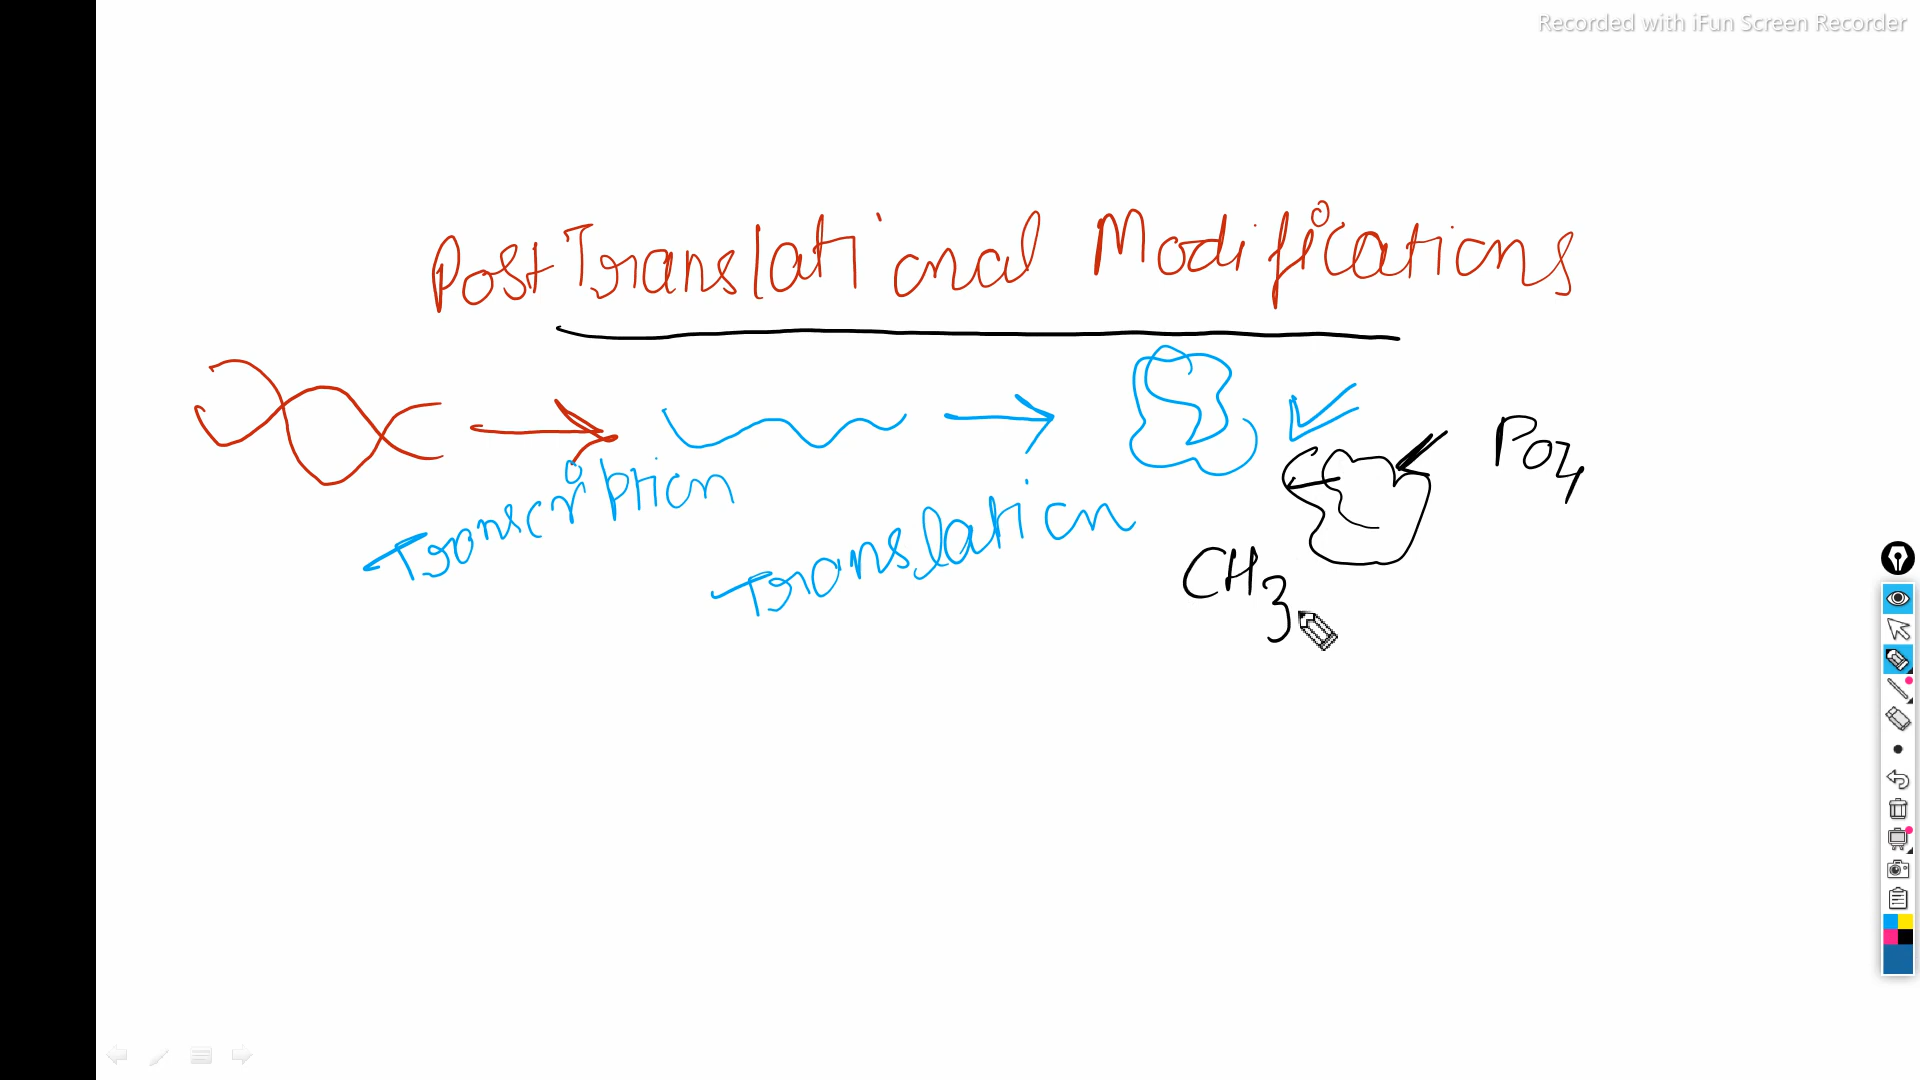 Recorded with iFun Screen Recorder
Post Translational Modifications
Transcription
Translation
PO4
CH3